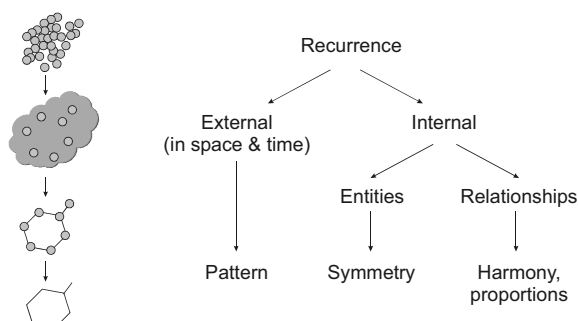 Recurrence
External
(in space & time)
Internal
Entities
Relationships
Pattern
Symmetry
Harmony,
proportions